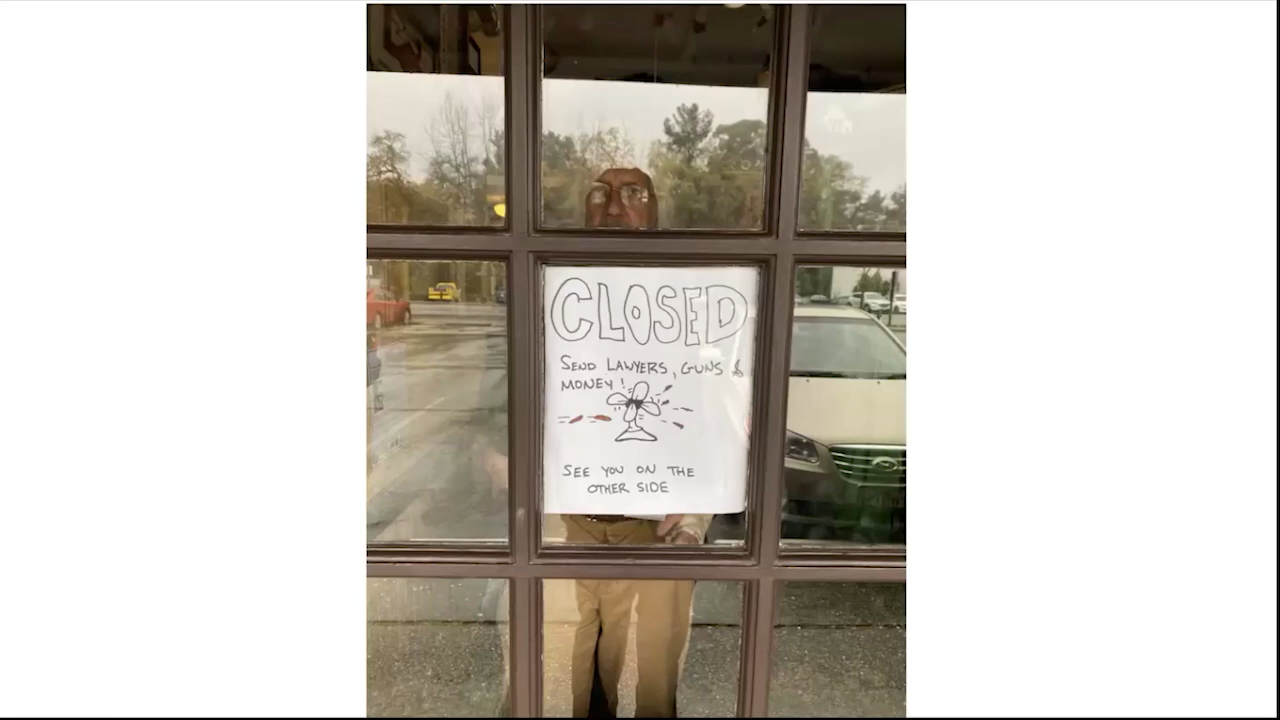 CLOSED
SEND LAWYERS, GUNS &
MONEY!
SEE YOU ON THE
OTHER SIDE